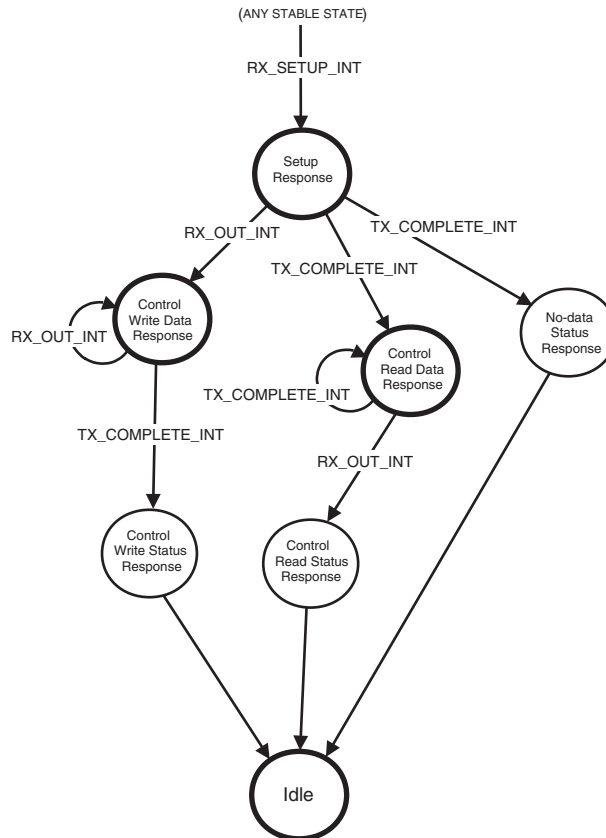 (ANY STABLE STATE)
RX_SETUP_INT
Setup
Response
RX_OUT_INT
TX_COMPLETE_INT
TX_COMPLETE_INT
Control
Write Data
Response
RX_OUT_INT
No-data
Status
Response
Control
Read Data
Response
TX_COMPLETE_INT
TX_COMPLETE_INT
RX_OUT_INT
Control
Write Status
Response
Control
Read Status
Response
Idle